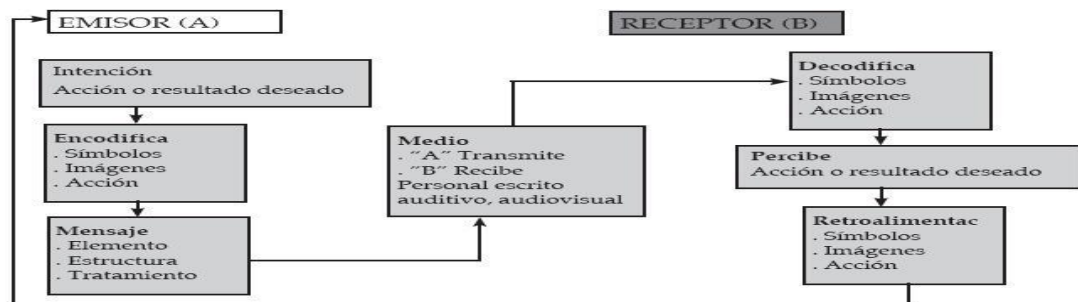 EMISOR (A)
Intención
Acción o resultado deseado
Encodifica
. Símbolos
. Imágenes
. Acción
Mensaje
. Elemento
. Estructura
. Tratamiento
Medio
. “A” Transmite
. “B” Recibe
Personal escrito
auditivo, audiovisual
RECEPTOR (B)
Decodifica
. Símbolos
. Imágenes
. Acción
Percibe
Acción o resultado deseado
Retroalimentac
. Símbolos
. Imágenes
. Acción